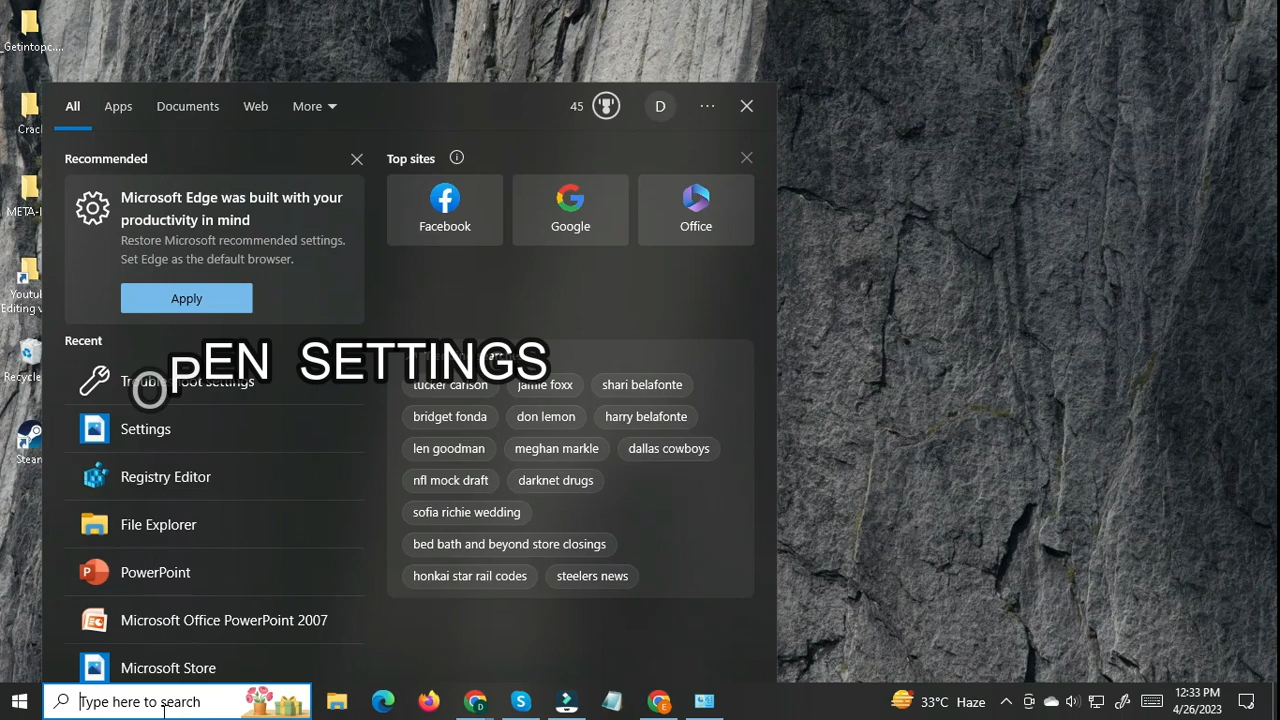 _Getintopc....
Crac
META-I
Youtu
Editing v
Recycle
Steam
All
Apps
Documents
Web
More
45
D
Recommended
Microsoft Edge was built with your
productivity in mind
Restore Microsoft recommended settings.
Set Edge as the default browser.
Apply
Top sites
Facebook
Google
Office
Recent
OPEN SETTINGS
Troubleshoot settings
Settings
Registry Editor
File Explorer
PowerPoint
Microsoft Office PowerPoint 2007
Microsoft Store
tucker carlson
jamie foxx
shari belafonte
bridget fonda
don lemon
harry belafonte
len goodman
meghan markle
dallas cowboys
nfl mock draft
darknet drugs
sofia richie wedding
bed bath and beyond store closings
honkai star rail codes
steelers news
Type here to search
33°C Haze
12:33 PM
4/26/2023